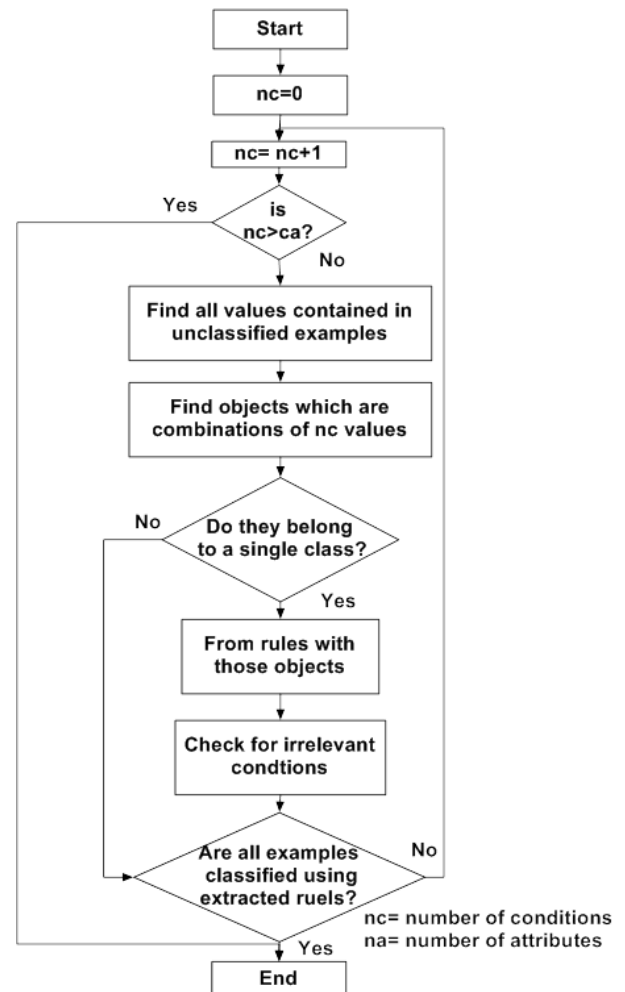 Start
nc=0
nc= nc+1
Yes
is
nc>ca?
No
Find all values contained in
unclassified examples
Find objects which are
combinations of nc values
No
Do they belong
to a single class?
Yes
From rules with
those objects
Check for irrelevant
condtions
Are all examples
classified using
extracted ruels?
No
nc= number of conditions
na= number of attributes
Yes
End